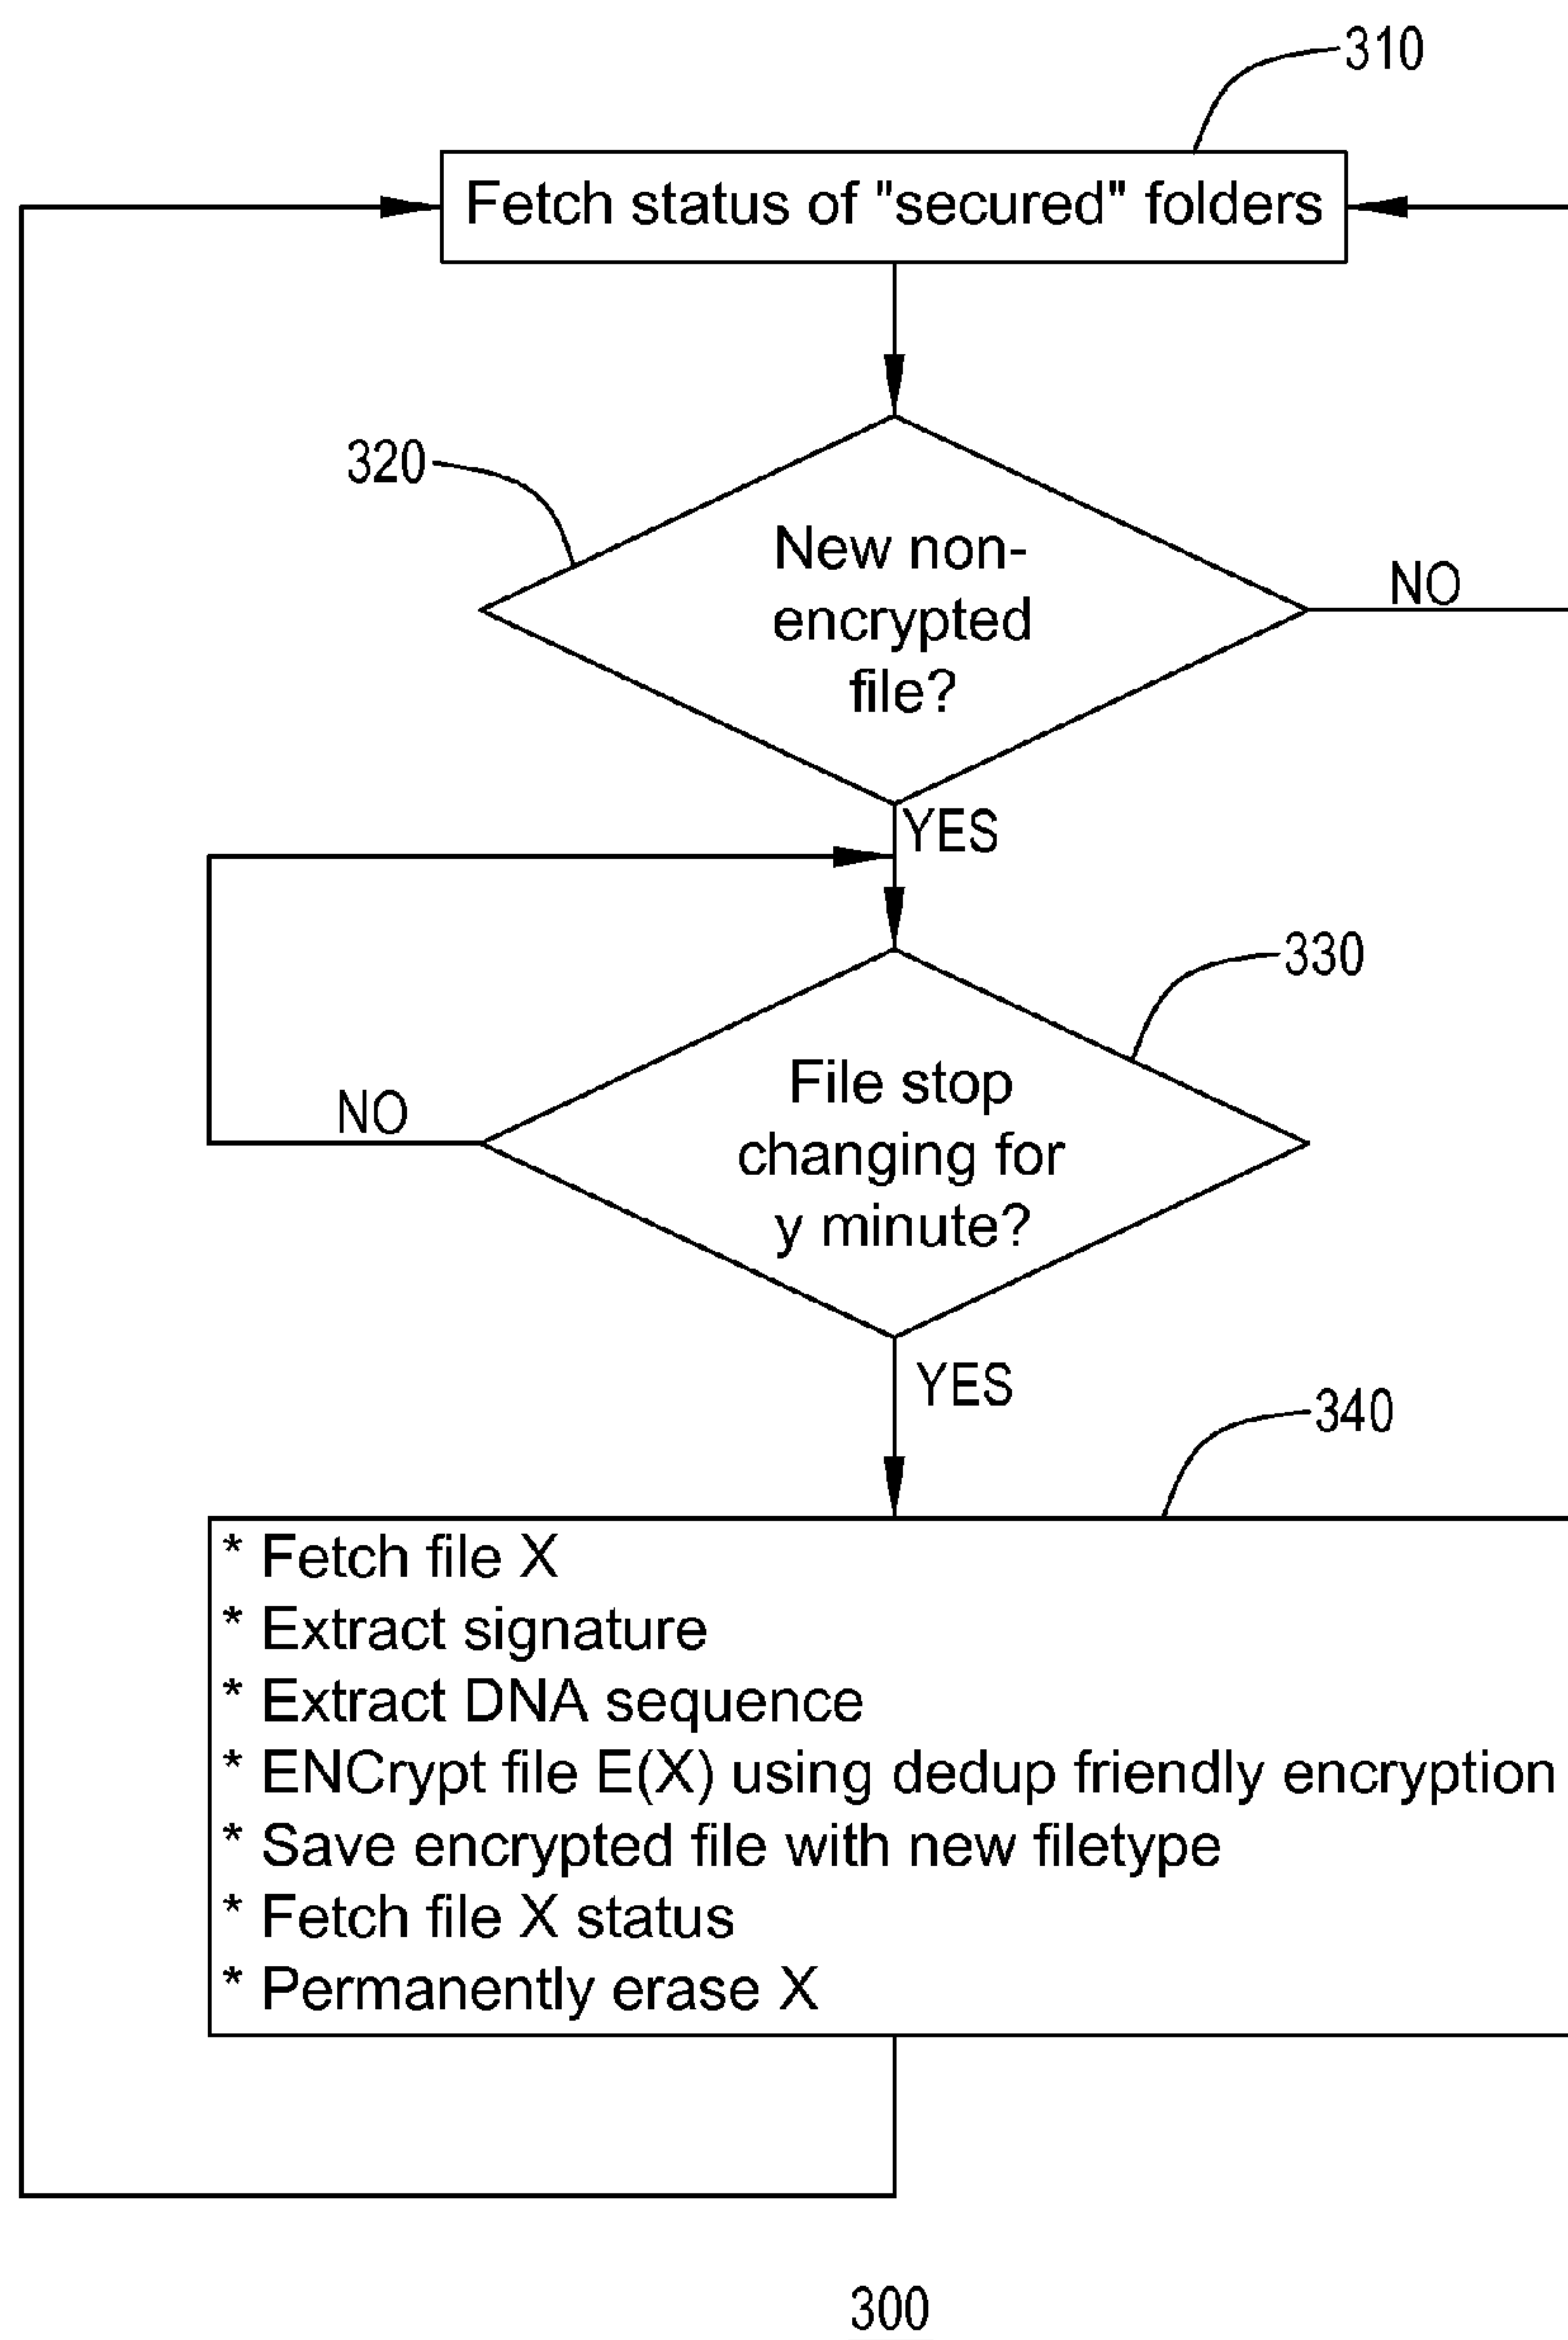 310
Fetch status of "secured" folders
320
New non-
encrypted
file?
NO
YES
330
File stop
changing for
y minute?
NO
YES
340
* Fetch file X
* Extract signature
* Extract DNA sequence
* ENCrypt file E(X) using dedup friendly encryption
* Save encrypted file with new filetype
* Fetch file X status
* Permanently erase X
300